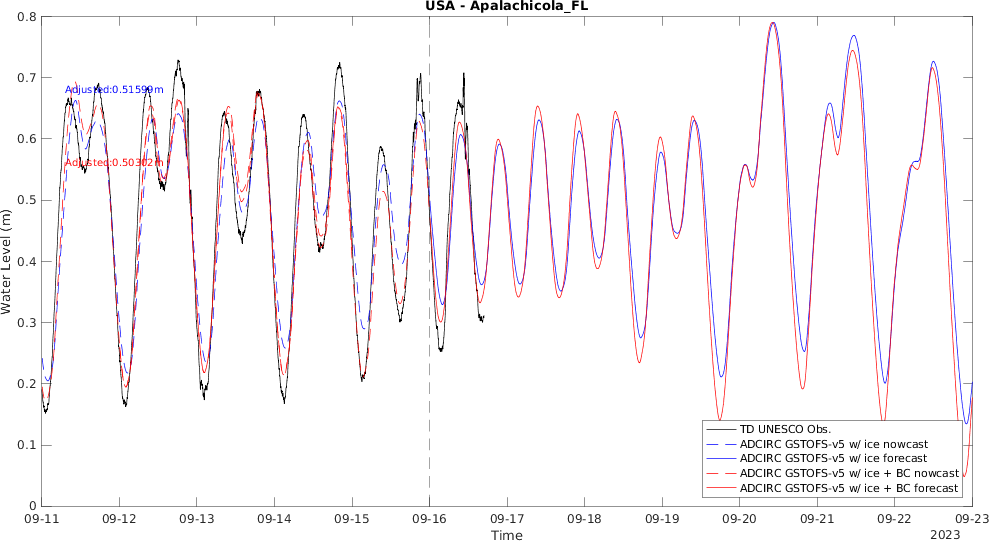 USA - Apalachicola_FL
0.8
0.7
0.6
0.5
0.4
0.3
0.2
0.1
0
Water Level (m)
Adjusted:0.51599m
Adjusted:0.50302m
TD UNESCO Obs.
ADCIRC GSTOFS-v5 w/ ice nowcast
ADCIRC GSTOFS-v5 w/ ice forecast
ADCIRC GSTOFS-v5 w/ ice + BC nowcast
ADCIRC GSTOFS-v5 w/ ice + BC forecast
09-11 09-12 09-13 09-14 09-15 09-16 09-17 09-18 09-19 09-20 09-21 09-22 09-23
Time
2023